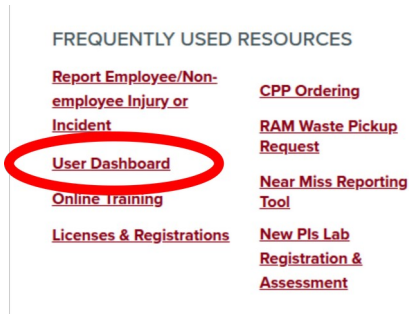 FREQUENTLY USED RESOURCES
Report Employee/Non-
employee Injury or
Incident
User Dashboard
Online Training
Licenses & Registrations
CPP Ordering
RAM Waste Pickup
Request
Near Miss Reporting
Tool
New PIs Lab
Registration &
Assessment